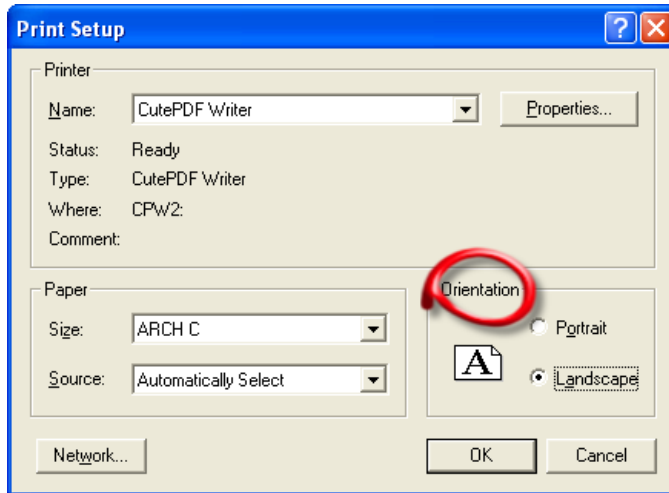 Print Setup
Printer
Name: CutePDF Writer Properties...
Status: Ready
Type: CutePDF Writer
Where: CPW2:
Comment:
Paper
Size: ARCH C
Source: Automatically Select
Orientation
Portrait
A
Landscape
Network... OK Cancel